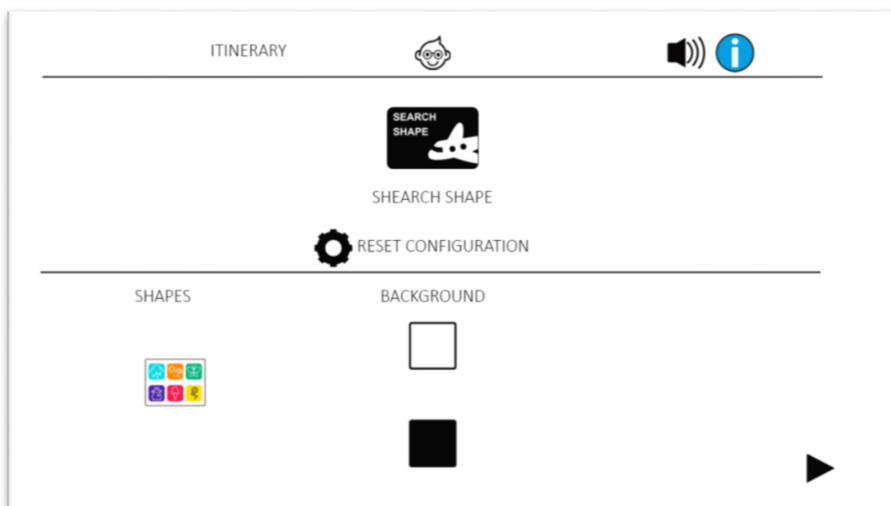 ITINERARY
SEARCH
SHAPE
SHEARCH SHAPE
RESET CONFIGURATION
SHAPES
BACKGROUND